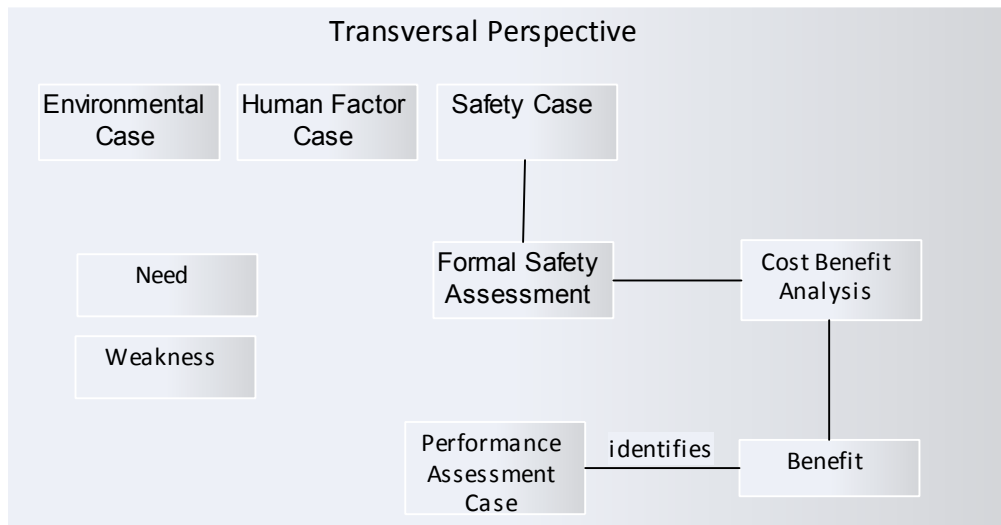 Transversal Perspective
Environmental
Case
Human Factor
Case
Safety Case
Need
Formal Safety
Assessment
Cost Benefit
Analysis
Weakness
Performance
Assessment
Case
identifies
Benefit